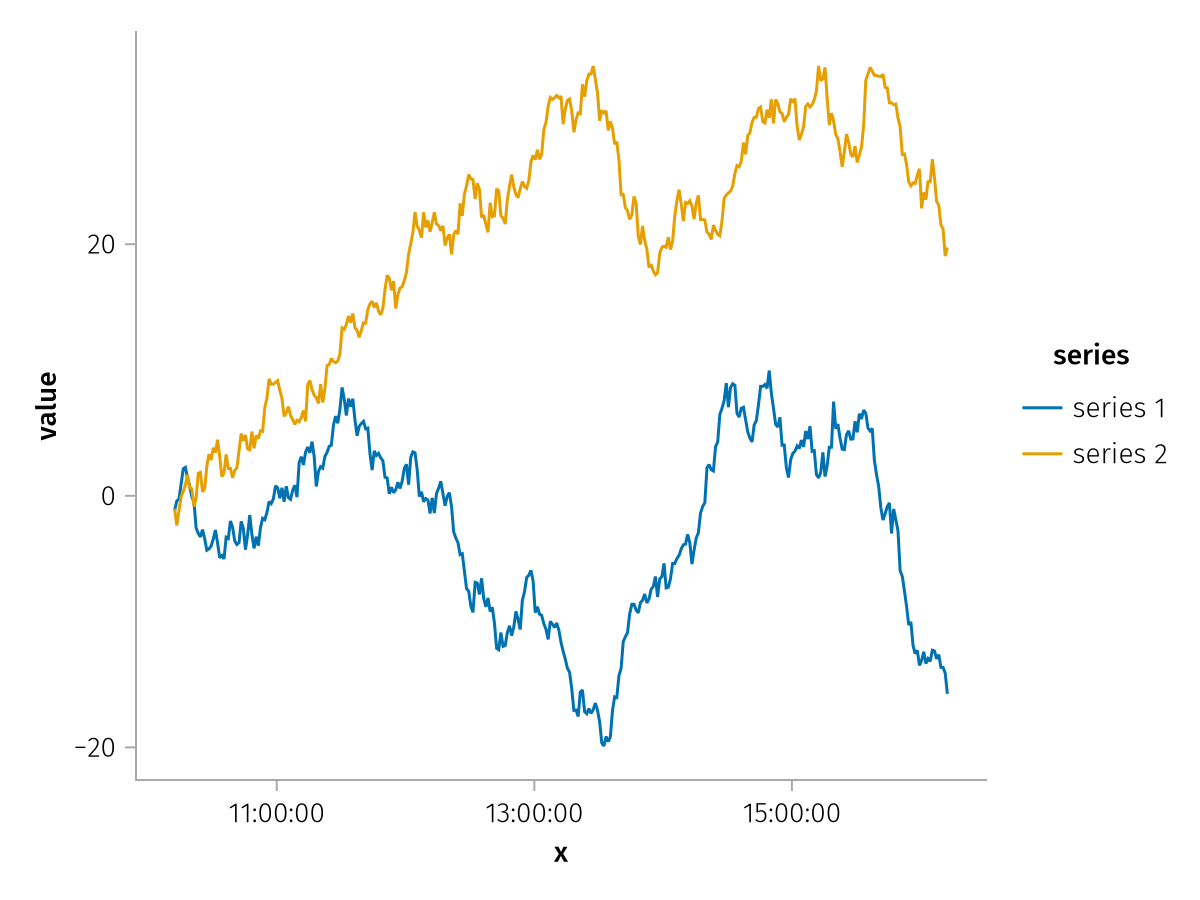 value
20
0
−20
11:00:00
13:00:00
15:00:00
x
series
series 1
series 2